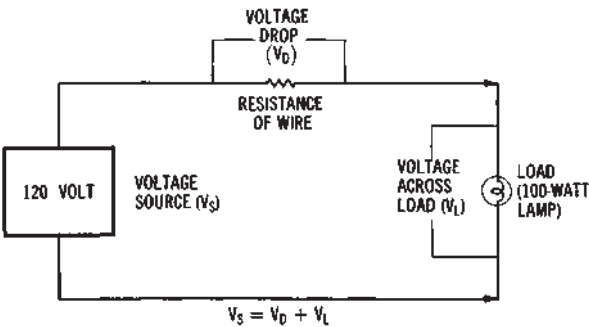 VOLTAGE
DROP
(V_D)
RESISTANCE
OF WIRE
120 VOLT
VOLTAGE
SOURCE (V_S)
VOLTAGE
ACROSS
LOAD (V_L)
LOAD
(100-WATT
LAMP)
V_S = V_D + V_L